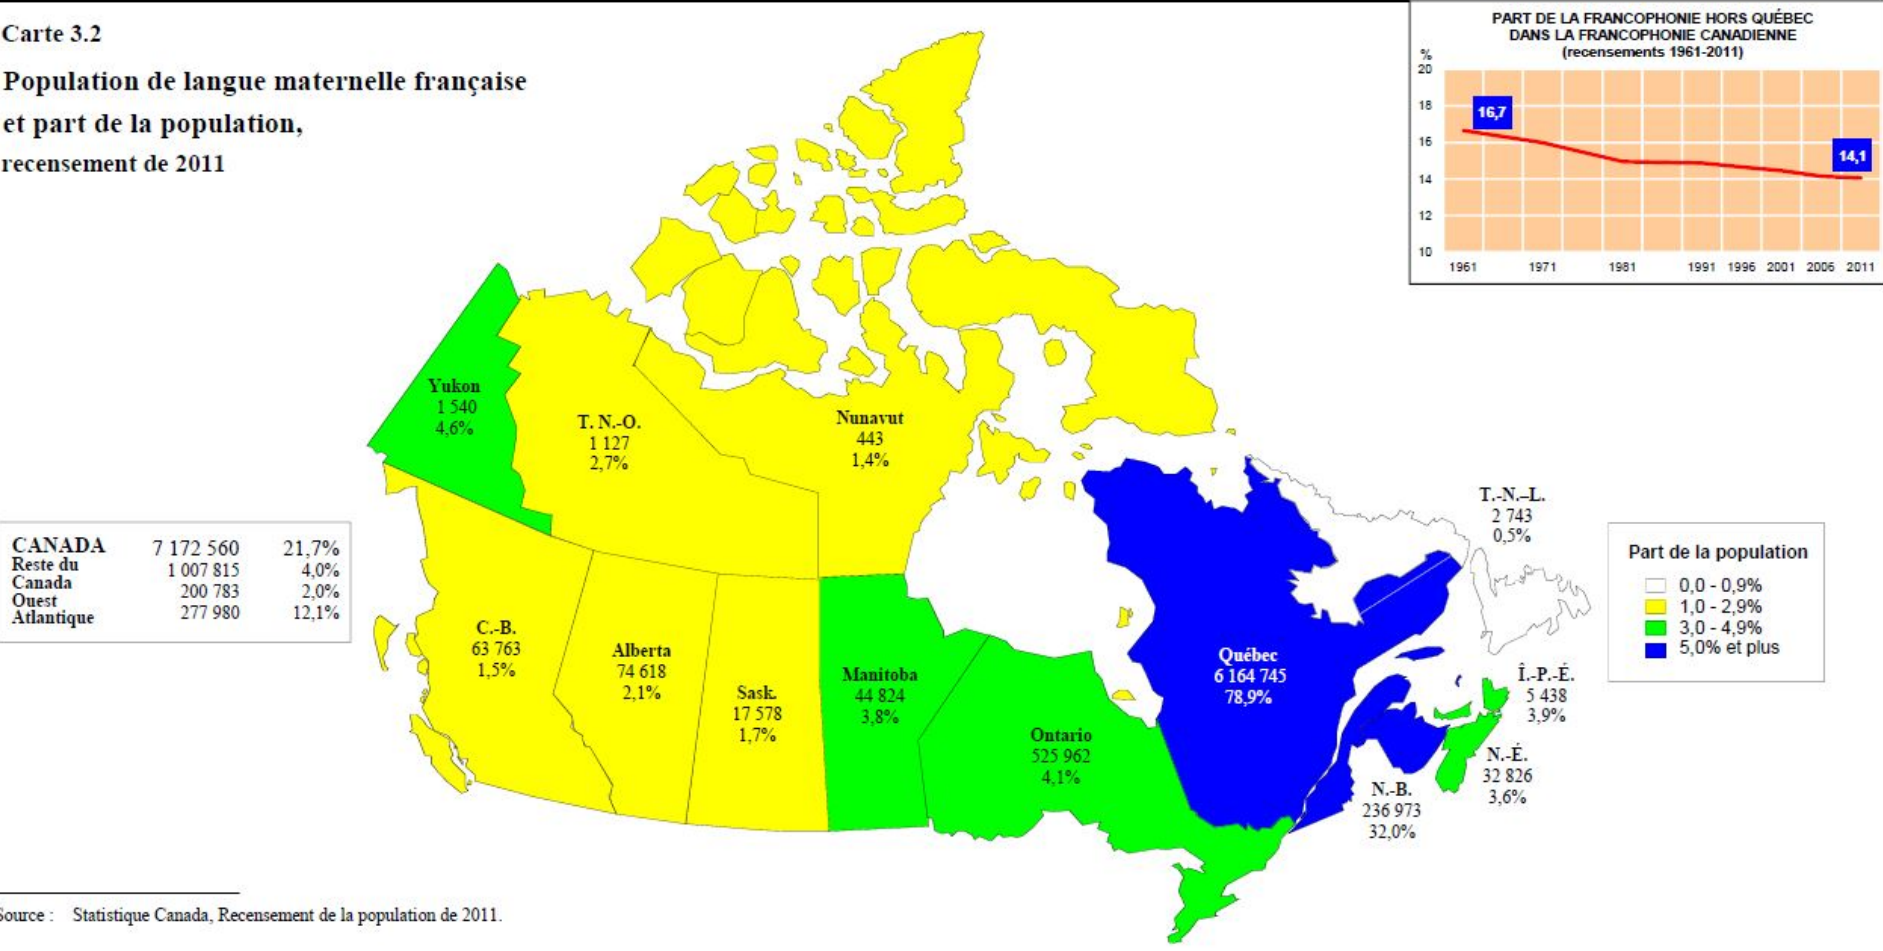 Carte 3.2
Population de langue maternelle française
et part de la population,
recensement de 2011
PART DE LA FRANCOPHONIE HORS QUÉBEC
DANS LA FRANCOPHONIE CANADIENNE
(recensements 1961-2011)
%
20
18
16
14
12
10
16,7
14,1
1961 1971 1981 1991 1996 2001 2006 2011
Yukon
1 540
4,6%
T. N.-O.
1 127
2,7%
Nunavut
443
1,4%
T.-N.–L.
2 743
0,5%
CANADA 7 172 560 21,7%
Reste du
Canada 1 007 815 4,0%
Ouest 200 783 2,0%
Atlantique 277 980 12,1%
Part de la population
0,0 - 0,9%
1,0 - 2,9%
3,0 - 4,9%
5,0% et plus
C.-B.
63 763
1,5%
Alberta
74 618
2,1%
Sask.
17 578
1,7%
Manitoba
44 824
3,8%
Ontario
525 962
4,1%
Québec
6 164 745
78,9%
Î.-P.-É.
5 438
3,9%
N.-É.
32 826
3,6%
N.-B.
236 973
32,0%
Source : Statistique Canada, Recensement de la population de 2011.